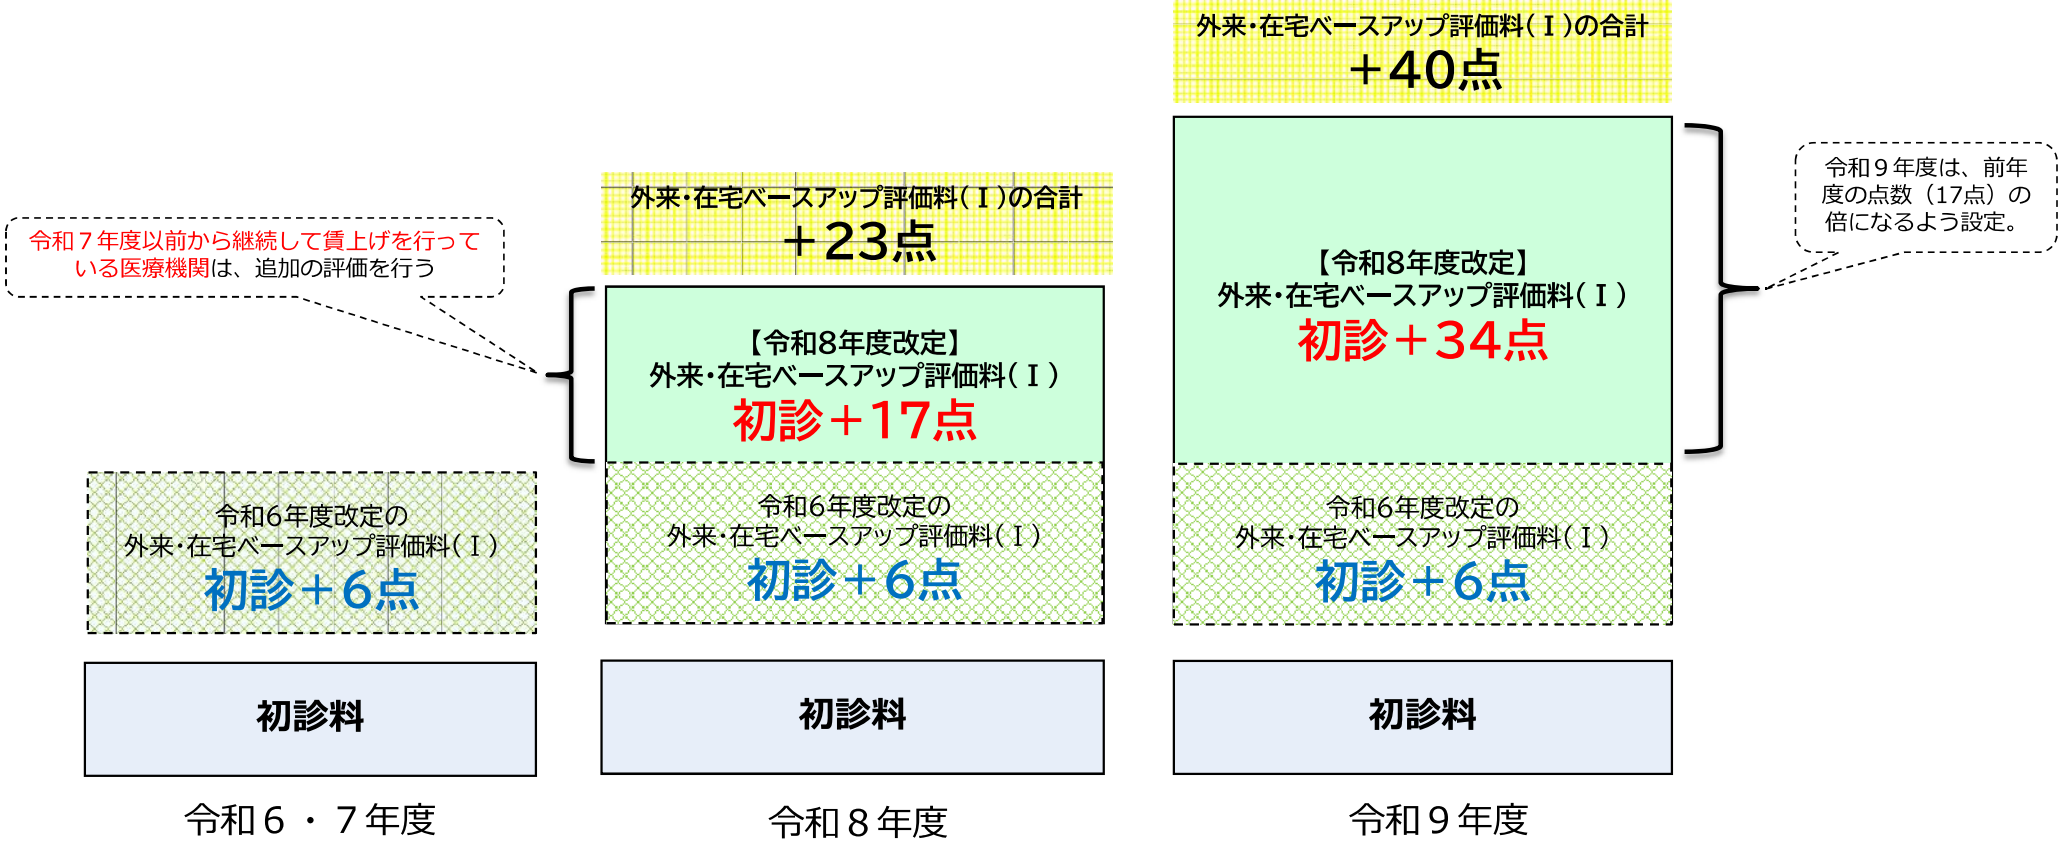 外来・在宅ベースアップ評価料(Ⅰ)の合計
＋40点
令和９年度は、前年
度の点数（17点）の
倍になるよう設定。
外来・在宅ベースアップ評価料(Ⅰ)の合計
＋23点
令和７年度以前から継続して賃上げを行って
いる医療機関は、追加の評価を行う
【令和8年度改定】
外来・在宅ベースアップ評価料(Ⅰ)
初診＋34点
【令和8年度改定】
外来・在宅ベースアップ評価料(Ⅰ)
初診＋17点
令和6年度改定の
外来・在宅ベースアップ評価料(Ⅰ)
初診＋6点
令和6年度改定の
外来・在宅ベースアップ評価料(Ⅰ)
初診＋6点
令和6年度改定の
外来・在宅ベースアップ評価料(Ⅰ)
初診＋6点
初診料
初診料
初診料
令和６・７年度
令和８年度
令和９年度